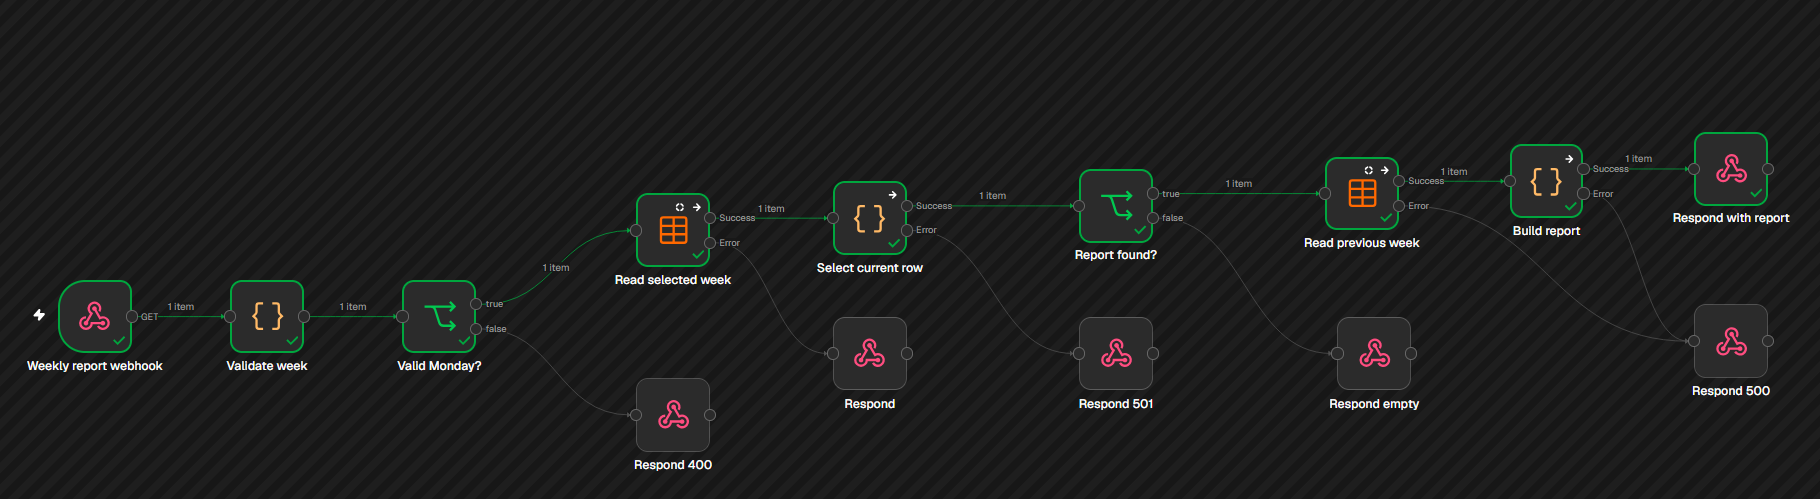 GET
1 item
Weekly report webhook
Validate week
1 item
true
false
Valid Monday?
1 item
Respond 400
Success
Error
1 item
Read selected week
Respond
Success
Error
1 item
Select current row
Respond 501
true
false
1 item
Report found?
Respond empty
Success
Error
1 item
Read previous week
Success
Error
1 item
Build report
Respond with report
Respond 500